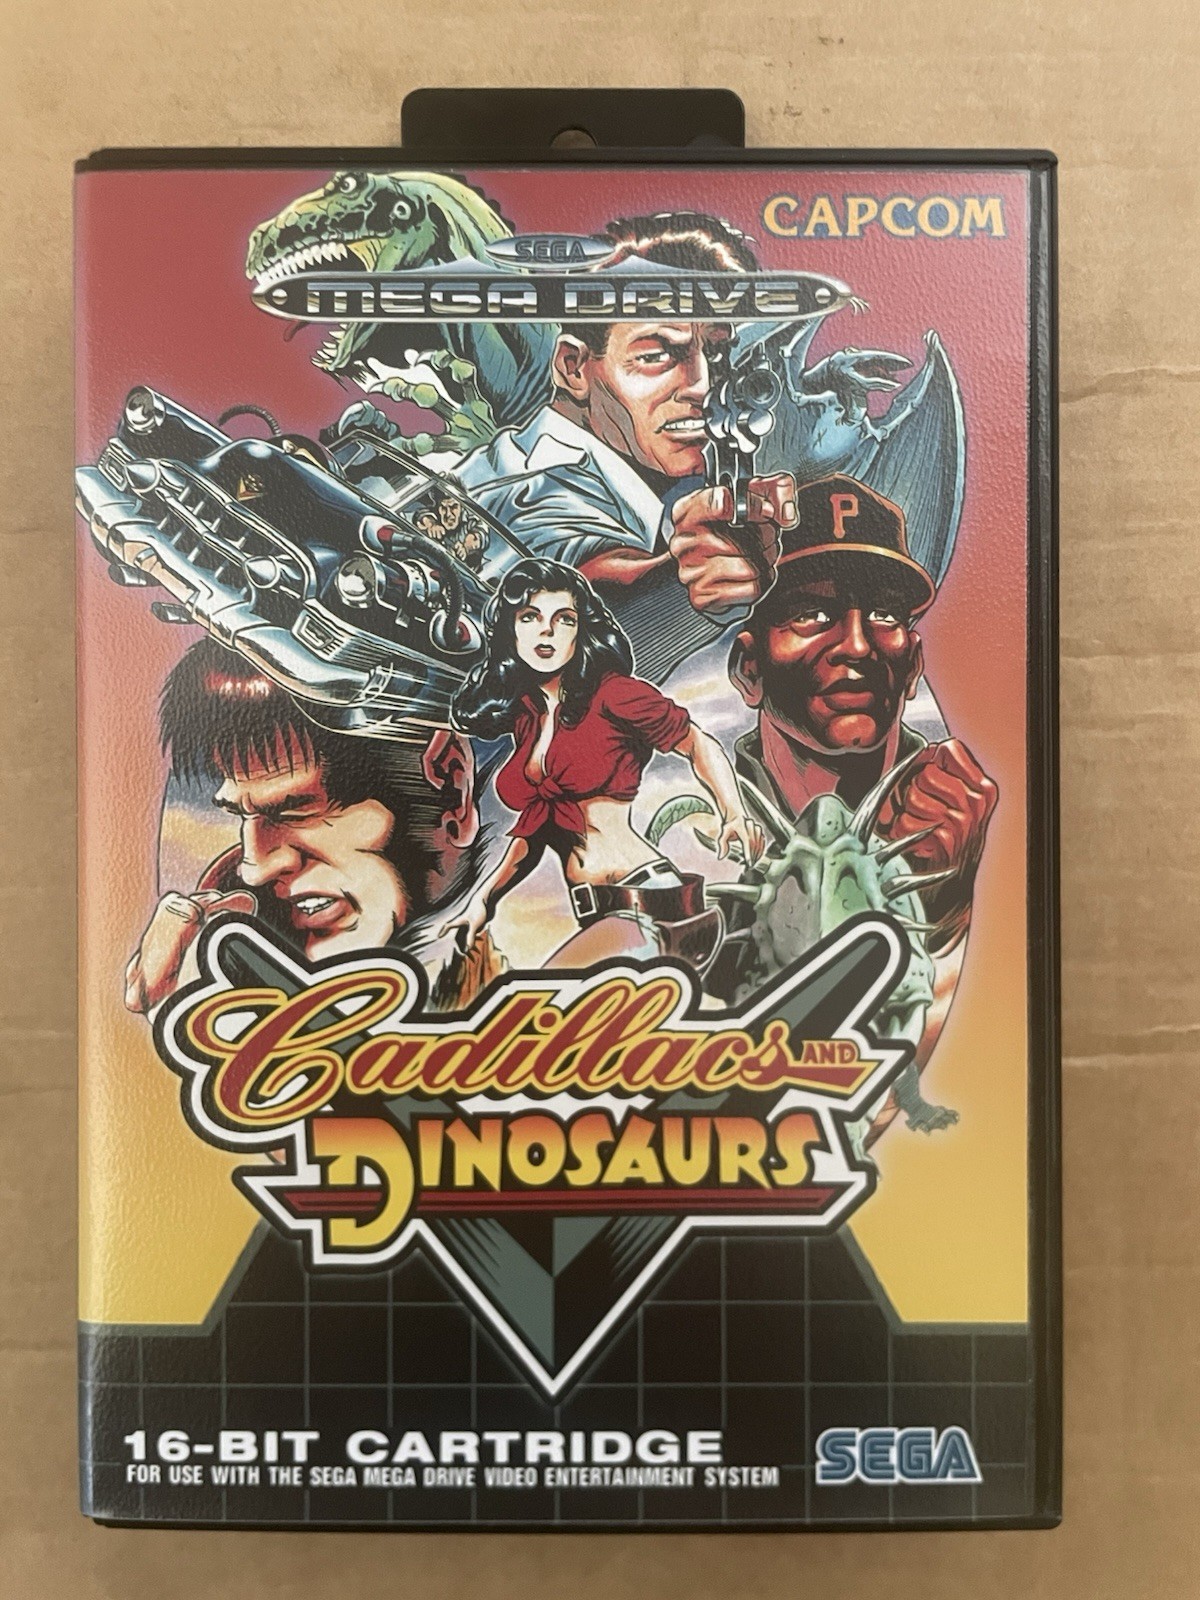 CAPCOM
SEGA
MEGA DRIVE
P
Cadillacs AND
DINOSAURS
16-BIT CARTRIDGE
FOR USE WITH THE SEGA MEGA DRIVE VIDEO ENTERTAINMENT SYSTEM
SEGA